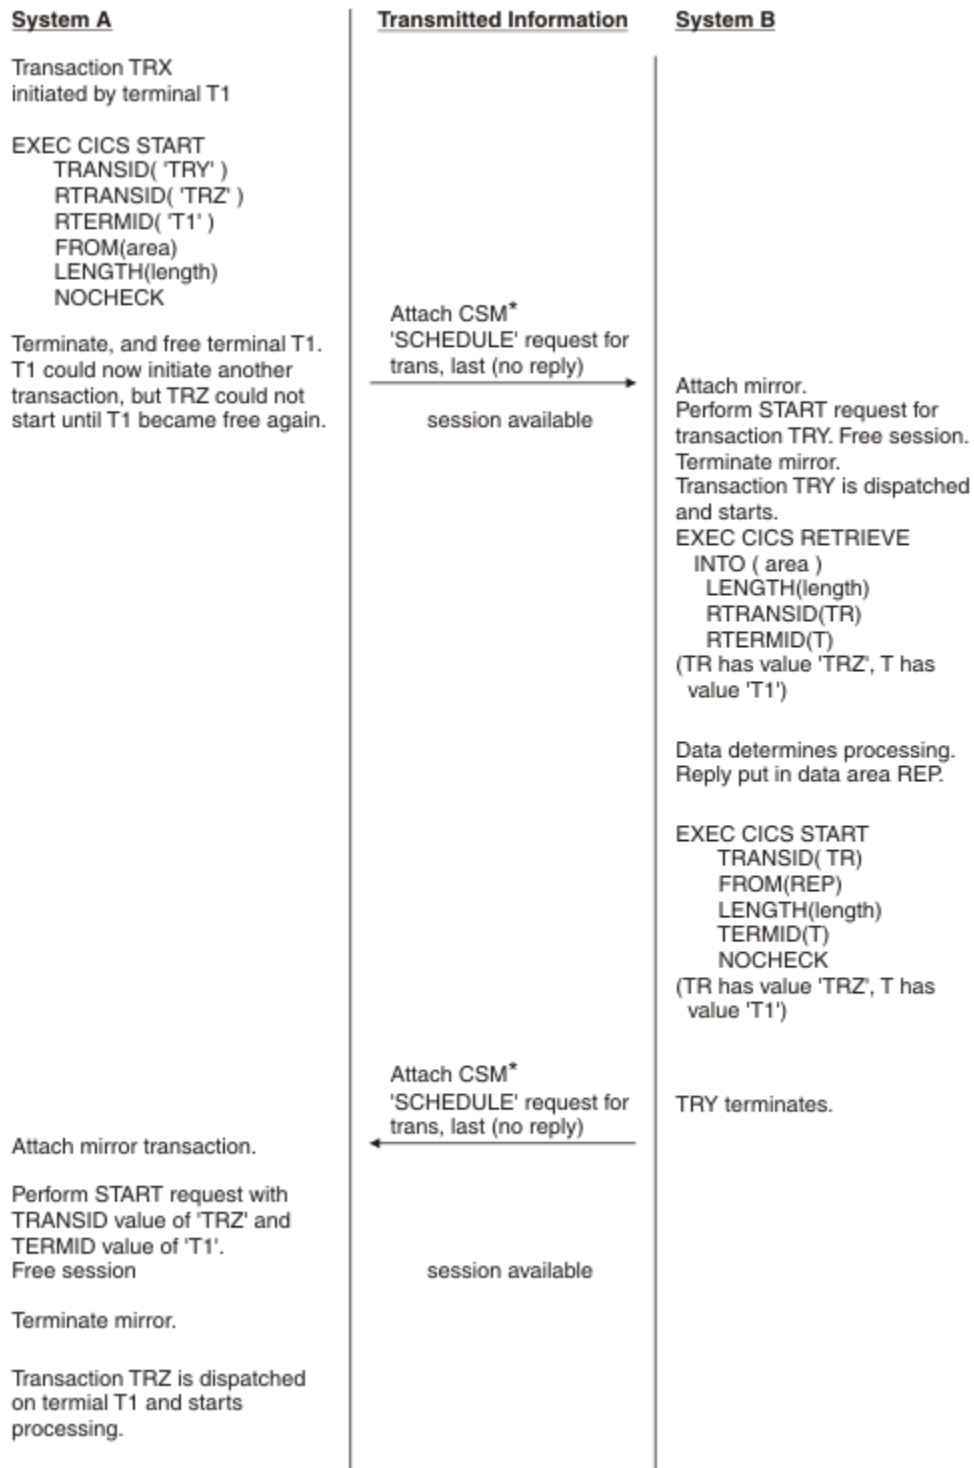 System A
Transmitted Information
System B
Transaction TRX
initiated by terminal T1
EXEC CICS START
TRANSID( 'TRY' )
RTRANSID( 'TRZ' )
RTERMID( 'T1' )
FROM(area)
LENGTH(length)
NOCHECK
Attach CSM*
'SCHEDULE' request for
trans, last (no reply)
Terminate, and free terminal T1.
T1 could now initiate another
transaction, but TRZ could not
start until T1 became free again.
session available
Attach mirror.
Perform START request for
transaction TRY. Free session.
Terminate mirror.
Transaction TRY is dispatched
and starts.
EXEC CICS RETRIEVE
INTO ( area )
LENGTH(length)
RTRANSID(TR)
RTERMID(T)
(TR has value 'TRZ', T has
value 'T1')
Data determines processing.
Reply put in data area REP.
EXEC CICS START
TRANSID( TR)
FROM(REP)
LENGTH(length)
TERMID(T)
NOCHECK
(TR has value 'TRZ', T has
value 'T1')
Attach CSM*
'SCHEDULE' request for
trans, last (no reply)
TRY terminates.
Attach mirror transaction.
Perform START request with
TRANSID value of 'TRZ' and
TERMID value of 'T1'.
Free session
session available
Terminate mirror.
Transaction TRZ is dispatched
on termial T1 and starts
processing.